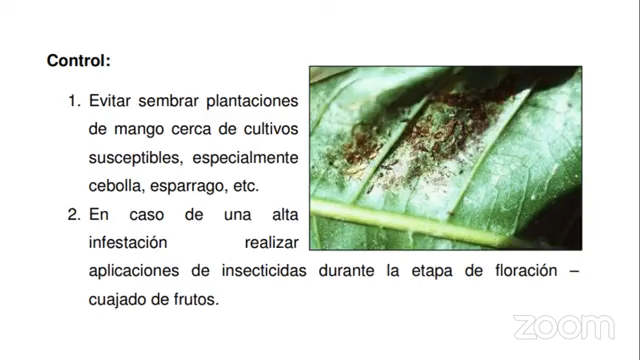 Control:
1. Evitar sembrar plantaciones
de mango cerca de cultivos
susceptibles, especialmente
cebolla, esparrago, etc.
2. En caso de una alta
infestación realizar
aplicaciones de insecticidas durante la etapa de floración –
cuajado de frutos.
zoom